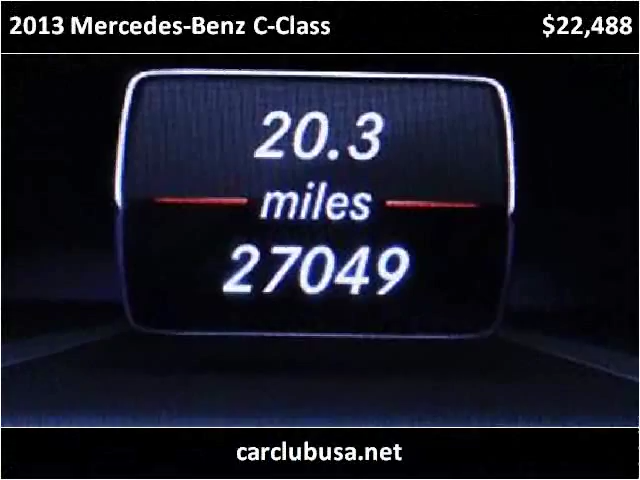 2013 Mercedes-Benz C-Class $22,488
20.3
miles
27049
carclubusa.net